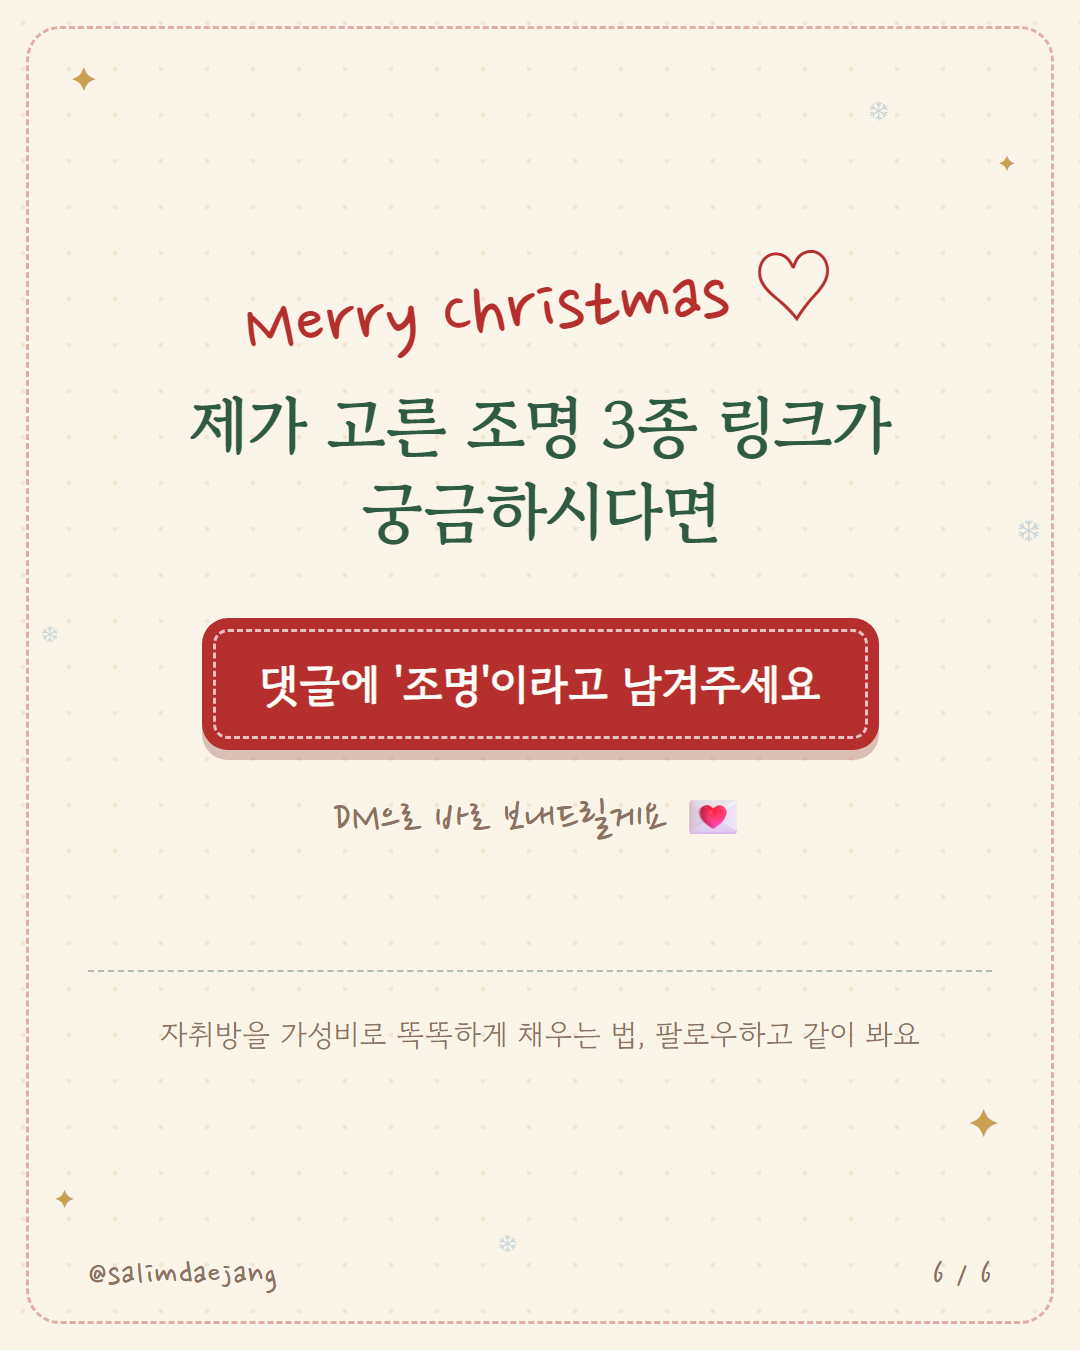 Merry christmas ♡
제가 고른 조명 3종 링크가
궁금하시다면
댓글에 '조명'이라고 남겨주세요
DM으로 바로 보내드릴게요 💌
자취방을 가성비로 똑똑하게 채우는 법, 팔로우하고 같이 봐요
@salimdaejang
6 / 6